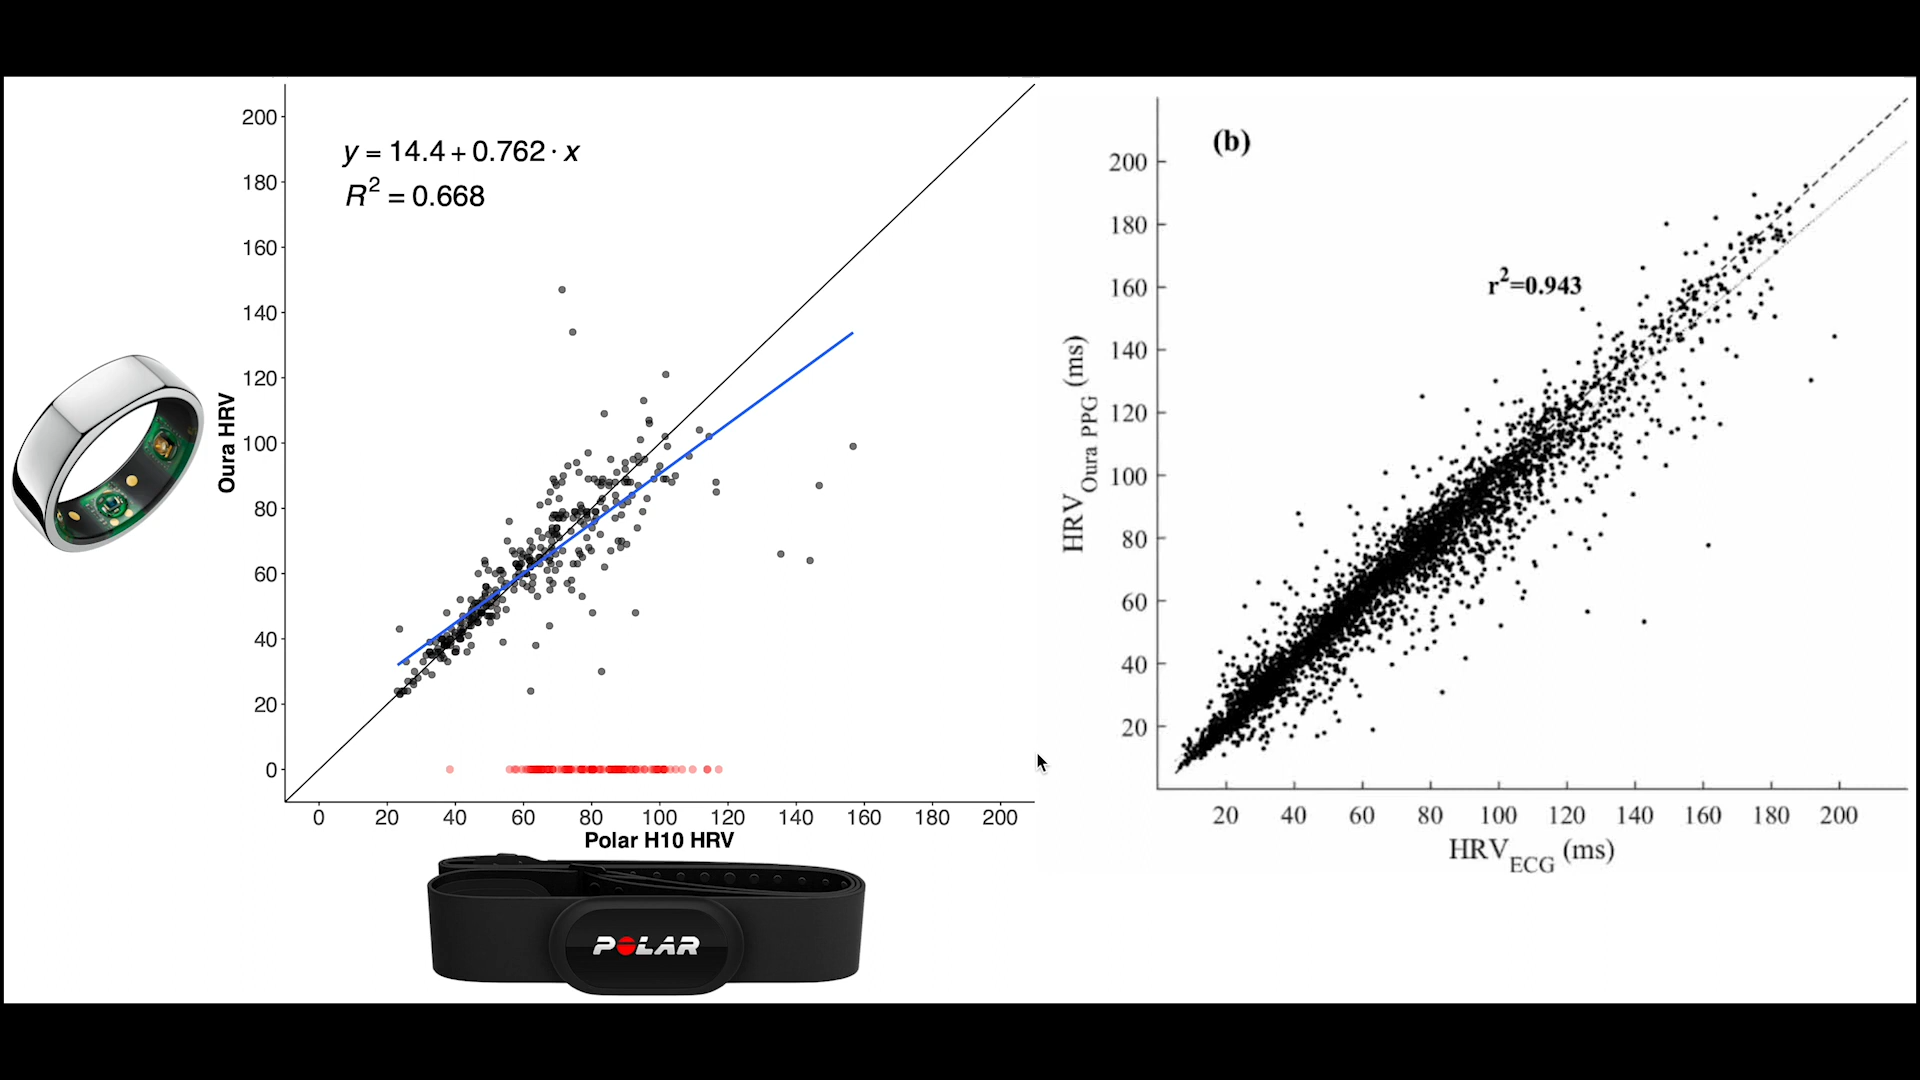 y = 14.4 + 0.762 · x
R² = 0.668
200
180
160
140
120
100
80
60
40
20
0
Oura HRV
0 20 40 60 80 100 120 140 160 180 200
Polar H10 HRV
POLAR
(b)
r²=0.943
200
180
160
140
120
100
80
60
40
20
HRV Oura PPG (ms)
20 40 60 80 100 120 140 160 180 200
HRV ECG (ms)